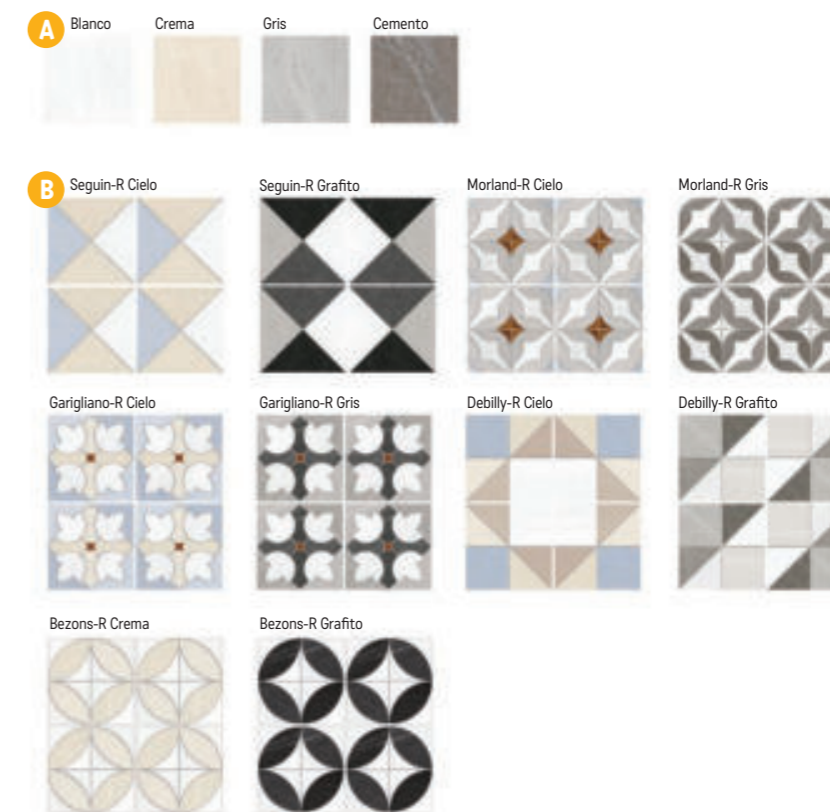 A Blanco Crema Gris Cemento
B Seguin-R Cielo Seguin-R Grafito Morland-R Cielo Morland-R Gris
Garigliano-R Cielo Garigliano-R Gris Debilly-R Cielo Debilly-R Grafito
Bezons-R Crema Bezons-R Grafito